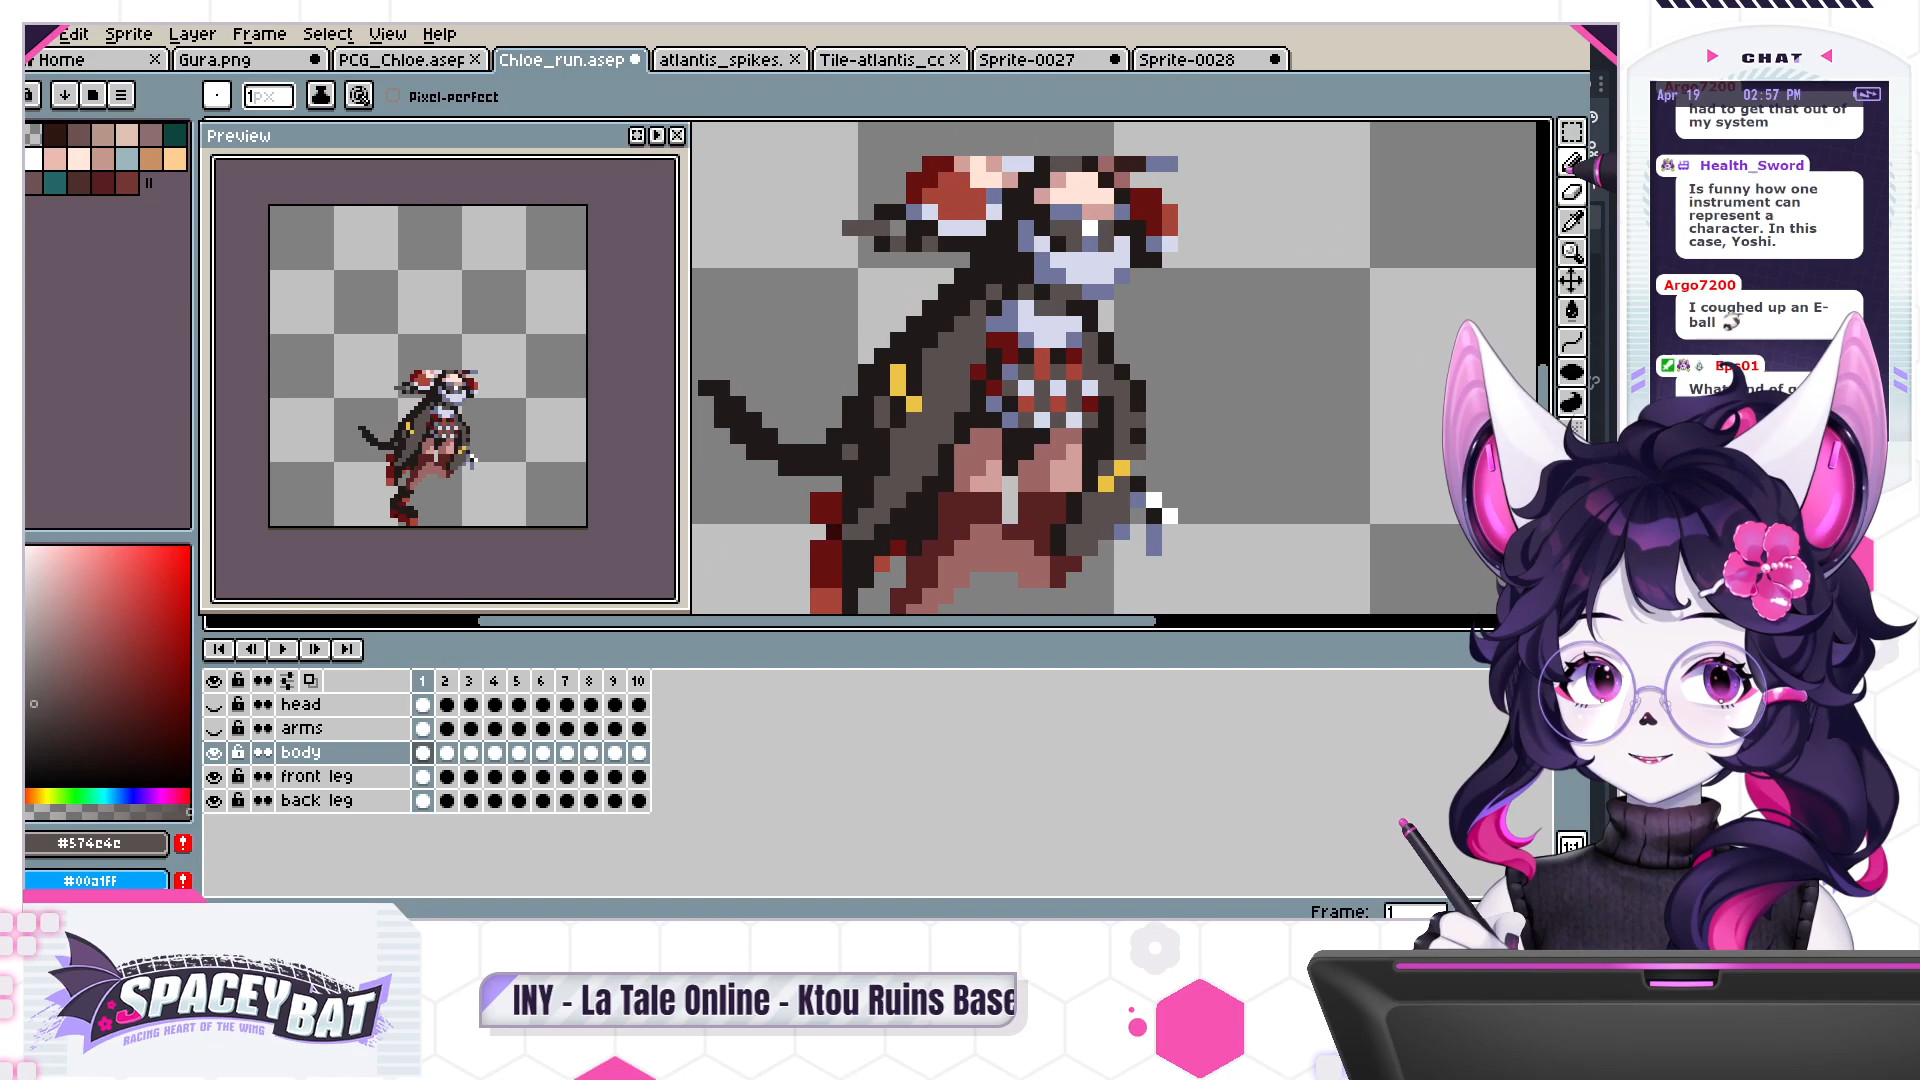 Edit Sprite Layer Frame Select View Help
Home Gura.png PCG_Chloe.asep Chloe_run.asep atlantis_spikes. Tile-atlantis_cc Sprite-0027 Sprite-0028
1px Pixel-perfect
Preview
1 2 3 4 5 6 7 8 9 10
head
arms
body
front leg
back leg
#574c4c
#00a1FF
1:1
Frame: 1
CHAT
Argo7200
Apr 19 02:57 PM
had to get that out of
my system
Health_Sword
Is funny how one
instrument can
represent a
character. In this
case, Yoshi.
Argo7200
I coughed up an E-
ball
SPACEYBAT
RACING HEART OF THE WING
INY - La Tale Online - Ktou Ruins Base